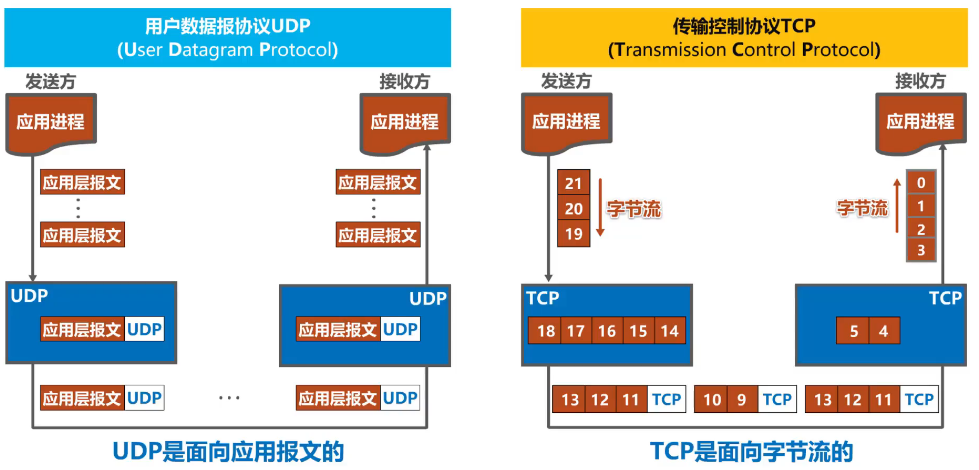 用户数据报协议UDP
(User Datagram Protocol)
发送方
接收方
应用进程
应用进程
应用层报文
应用层报文
应用层报文
应用层报文
UDP
UDP
应用层报文 UDP
应用层报文 UDP
应用层报文 UDP
...
应用层报文 UDP
UDP是面向应用报文的
传输控制协议TCP
(Transmission Control Protocol)
发送方
接收方
应用进程
应用进程
21
20
19
字节流
字节流
0
1
2
3
TCP
TCP
18 17 16 15 14
5 4
13 12 11 TCP
10 9 TCP
13 12 11 TCP
TCP是面向字节流的